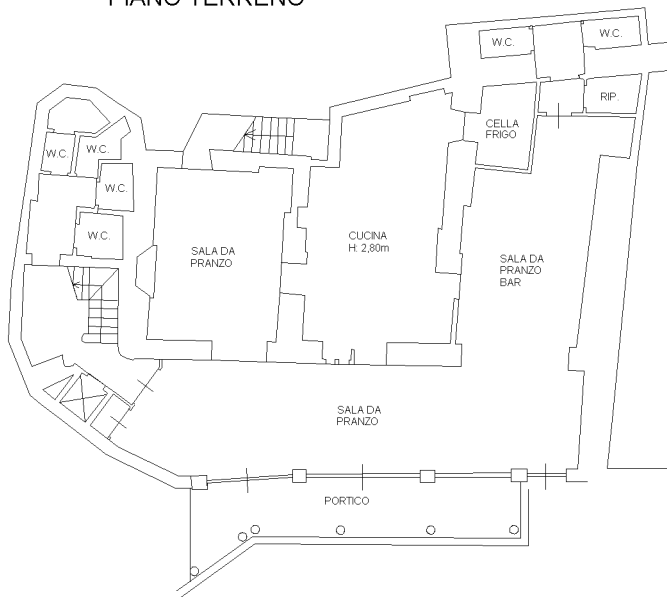 PIANO TERRENO
W.C.
W.C.
RIP.
CELLA
FRIGO
W.C.
W.C.
W.C.
W.C.
SALA DA
PRANZO
CUCINA
H: 2,80m
SALA DA
PRANZO
BAR
SALA DA
PRANZO
PORTICO